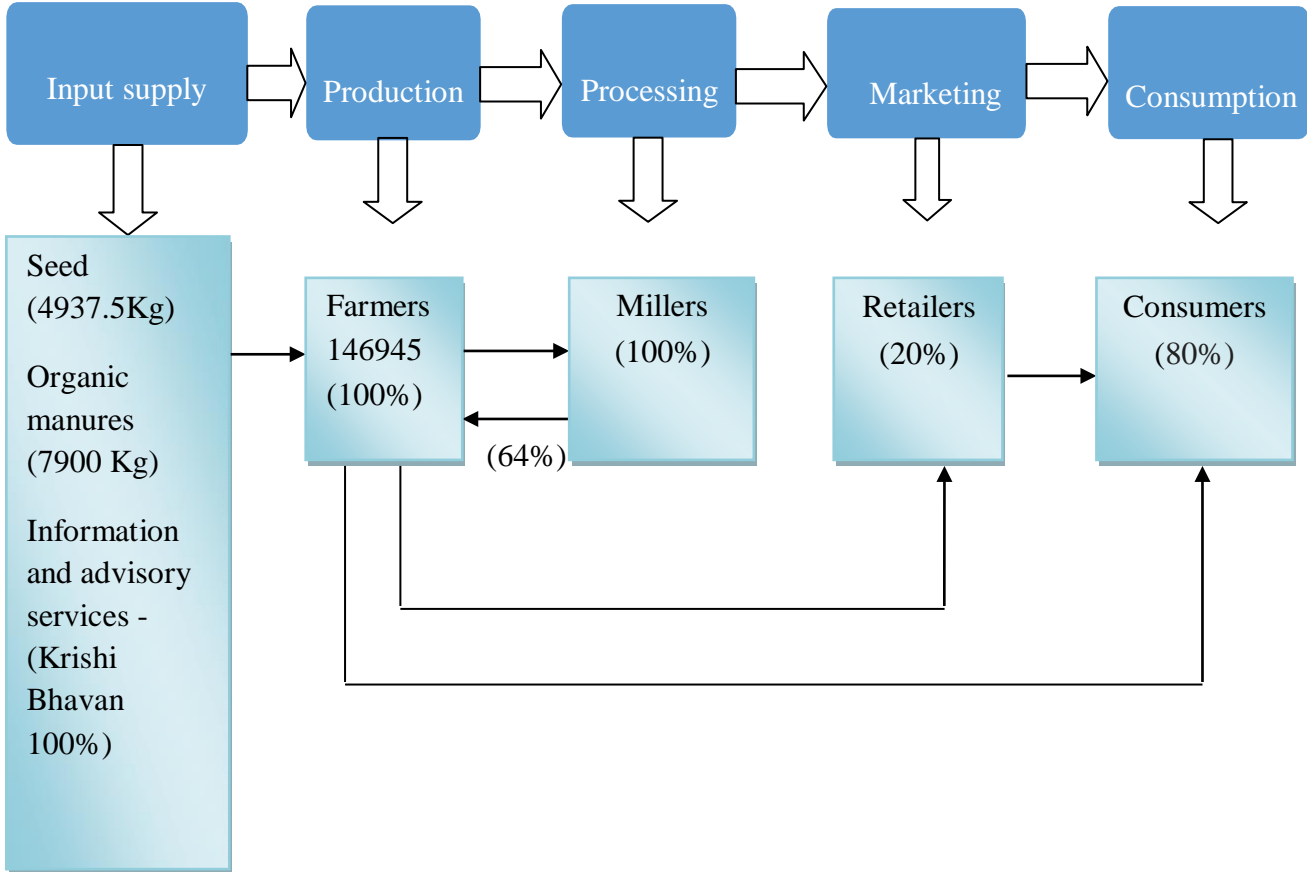 Input supply
Production
Processing
Marketing
Consumption
Seed
(4937.5Kg)
Organic
manures
(7900 Kg)
Information
and advisory
services -
(Krishi
Bhavan
100%)
Farmers
146945
(100%)
Millers
(100%)
(64%)
Retailers
(20%)
Consumers
(80%)